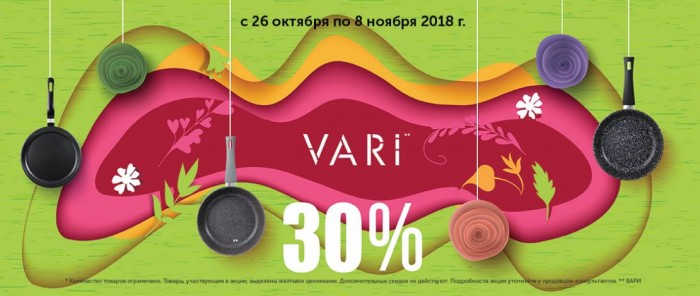 с 26 октября по 8 ноября 2018 г.
VARI**
30%
* Количество товаров ограничено. Товары, участвующие в акции, выделены желтыми ценниками. Дополнительные скидки не действуют. Подробности акции уточняйте у продавцов-консультантов. ** ВАРИ